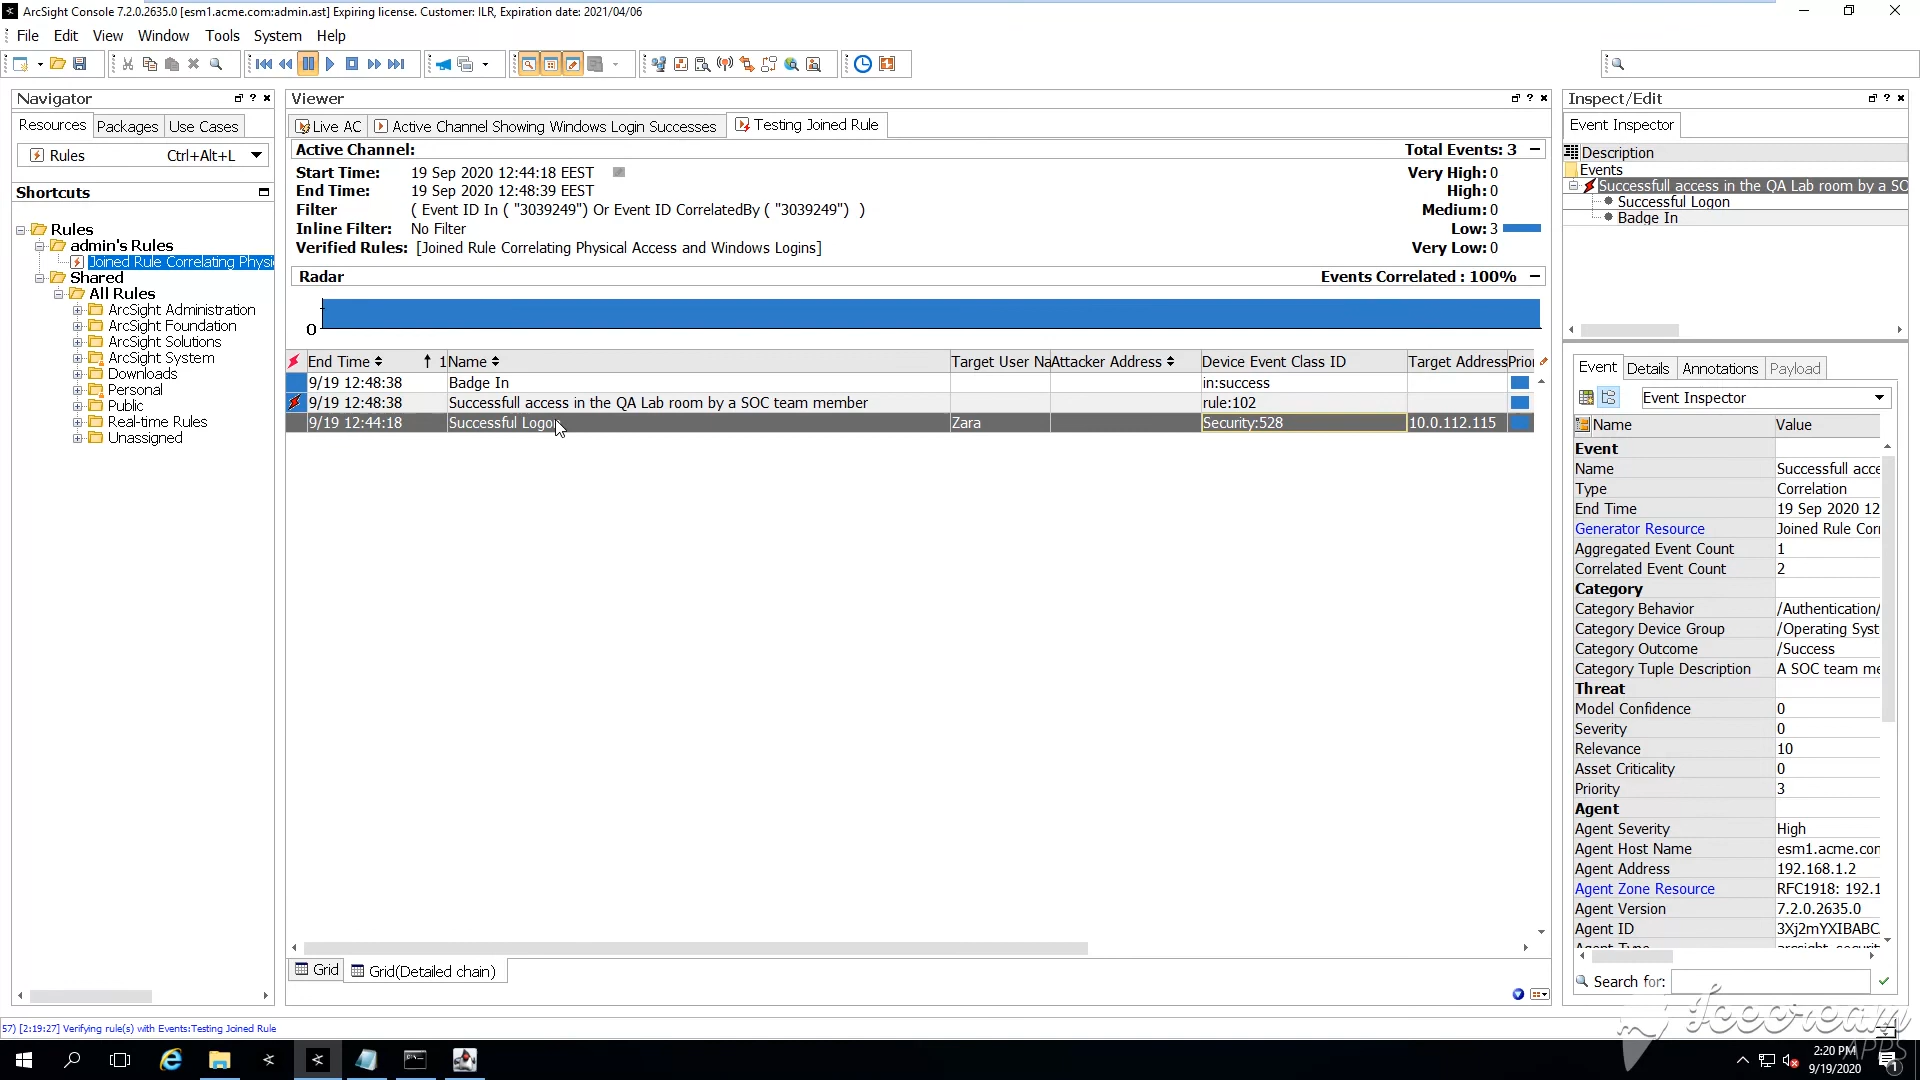 ArcSight Console 7.2.0.2635.0 [esm1.acme.com:admin.ast] Expiring license. Customer: ILR, Expiration date: 2021/04/06
File Edit View Window Tools System Help
Navigator
Resources Packages Use Cases
Rules Ctrl+Alt+L
Shortcuts
Rules
admin's Rules
Joined Rule Correlating Physi
Shared
All Rules
ArcSight Administration
ArcSight Foundation
ArcSight Solutions
ArcSight System
Downloads
Personal
Public
Real-time Rules
Unassigned
Viewer
Live AC Active Channel Showing Windows Login Successes Testing Joined Rule
Active Channel: Total Events: 3
Start Time: 19 Sep 2020 12:44:18 EEST Very High: 0
End Time: 19 Sep 2020 12:48:39 EEST High: 0
Filter ( Event ID In ( "3039249") Or Event ID CorrelatedBy ( "3039249") ) Medium: 0
Inline Filter: No Filter Low: 3
Verified Rules: [Joined Rule Correlating Physical Access and Windows Logins] Very Low: 0
Radar Events Correlated : 100%
0
End Time 1 Name Target User Na Attacker Address Device Event Class ID Target Address Prior
9/19 12:48:38 Badge In in:success
9/19 12:48:38 Successfull access in the QA Lab room by a SOC team member rule:102
9/19 12:44:18 Successful Logon Zara Security:528 10.0.112.115
Grid Grid(Detailed chain)
Inspect/Edit
Event Inspector
Description
Events
Successfull access in the QA Lab room by a SO
Successful Logon
Badge In
Event Details Annotations Payload
Event Inspector
Name Value
Event
Name Successfull acce
Type Correlation
End Time 19 Sep 2020 12
Generator Resource Joined Rule Corr
Aggregated Event Count 1
Correlated Event Count 2
Category
Category Behavior /Authentication/
Category Device Group /Operating Syst
Category Outcome /Success
Category Tuple Description A SOC team me
Threat
Model Confidence 0
Severity 0
Relevance 10
Asset Criticality 0
Priority 3
Agent
Agent Severity High
Agent Host Name esm1.acme.com
Agent Address 192.168.1.2
Agent Zone Resource RFC1918: 192.1
Agent Version 7.2.0.2635.0
Agent ID 3Xj2mYXIBABC
Agent Type arcsight_securit
Search for:
57) [2:19:27] Verifying rule(s) with Events:Testing Joined Rule
Icecream
APPS
2:20 PM
9/19/2020
1